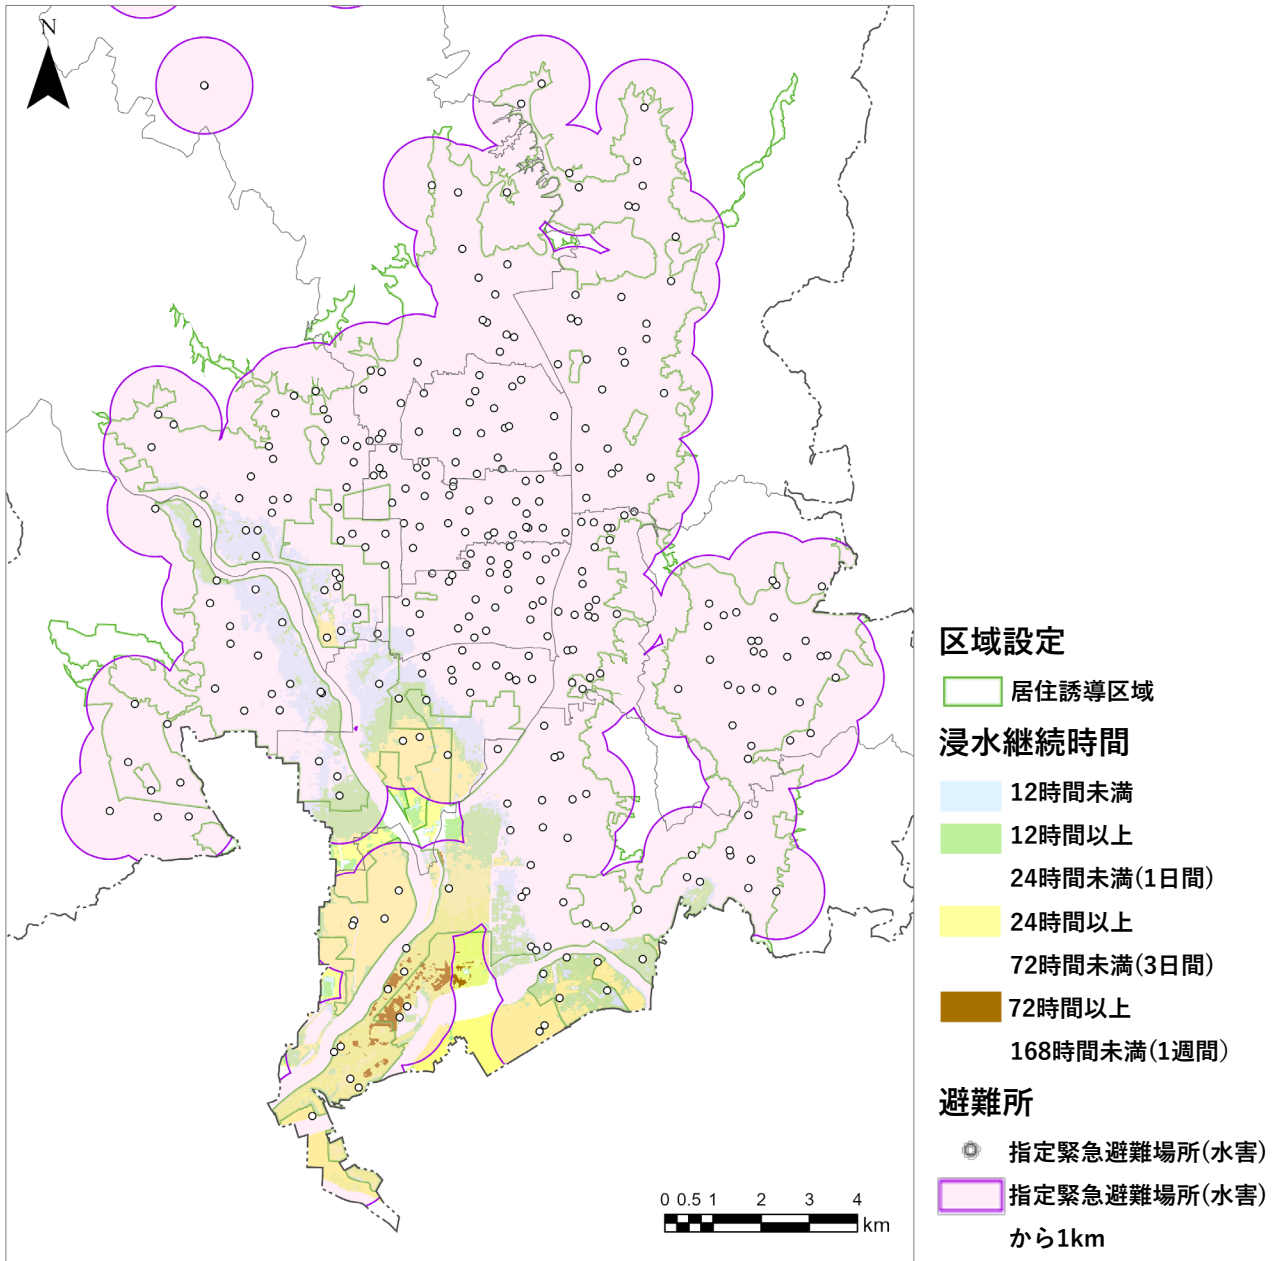 N
区域設定
居住誘導区域
浸水継続時間
12時間未満
12時間以上
24時間未満(1日間)
24時間以上
72時間未満(3日間)
72時間以上
168時間未満(1週間)
避難所
指定緊急避難場所(水害)
指定緊急避難場所(水害)
から1km
0 0.5 1 2 3 4
km